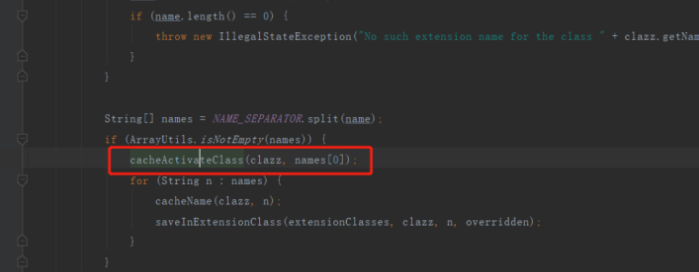 if (name.length() == 0) {
throw new IllegalStateException("No such extension name for the class " + clazz.getNam
}
}
String[] names = NAME_SEPARATOR.split(name);
if (ArrayUtils.isNotEmpty(names)) {
cacheActivateClass(clazz, names[0]);
for (String n : names) {
cacheName(clazz, n);
saveInExtensionClass(extensionClasses, clazz, n, overridden);
}
}